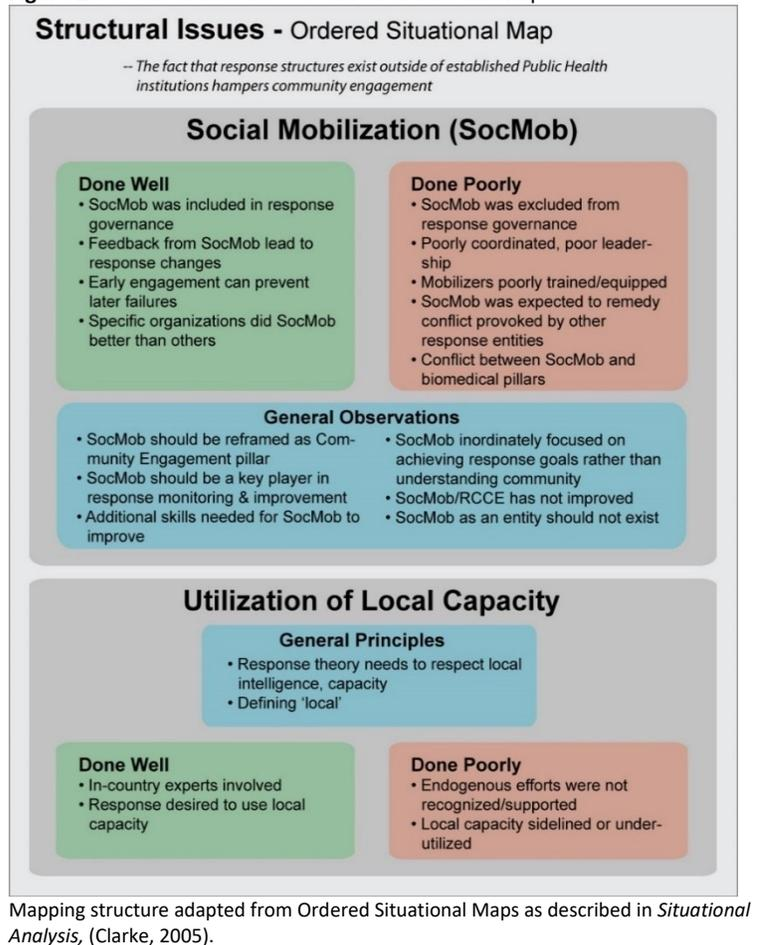 Structural Issues - Ordered Situational Map
-- The fact that response structures exist outside of established Public Health
institutions hampers community engagement
Social Mobilization (SocMob)
Done Well
• SocMob was included in response
governance
• Feedback from SocMob lead to
response changes
• Early engagement can prevent
later failures
• Specific organizations did SocMob
better than others
Done Poorly
• SocMob was excluded from
response governance
• Poorly coordinated, poor leader-
ship
• Mobilizers poorly trained/equipped
• SocMob was expected to remedy
conflict provoked by other
response entities
• Conflict between SocMob and
biomedical pillars
General Observations
• SocMob should be reframed as Com-
munity Engagement pillar
• SocMob should be a key player in
response monitoring & improvement
• Additional skills needed for SocMob to
improve
• SocMob inordinately focused on
achieving response goals rather than
understanding community
• SocMob/RCCE has not improved
• SocMob as an entity should not exist
Utilization of Local Capacity
General Principles
• Response theory needs to respect local
intelligence, capacity
• Defining ‘local’
Done Well
• In-country experts involved
• Response desired to use local
capacity
Done Poorly
• Endogenous efforts were not
recognized/supported
• Local capacity sidelined or under-
utilized
Mapping structure adapted from Ordered Situational Maps as described in Situational
Analysis, (Clarke, 2005).